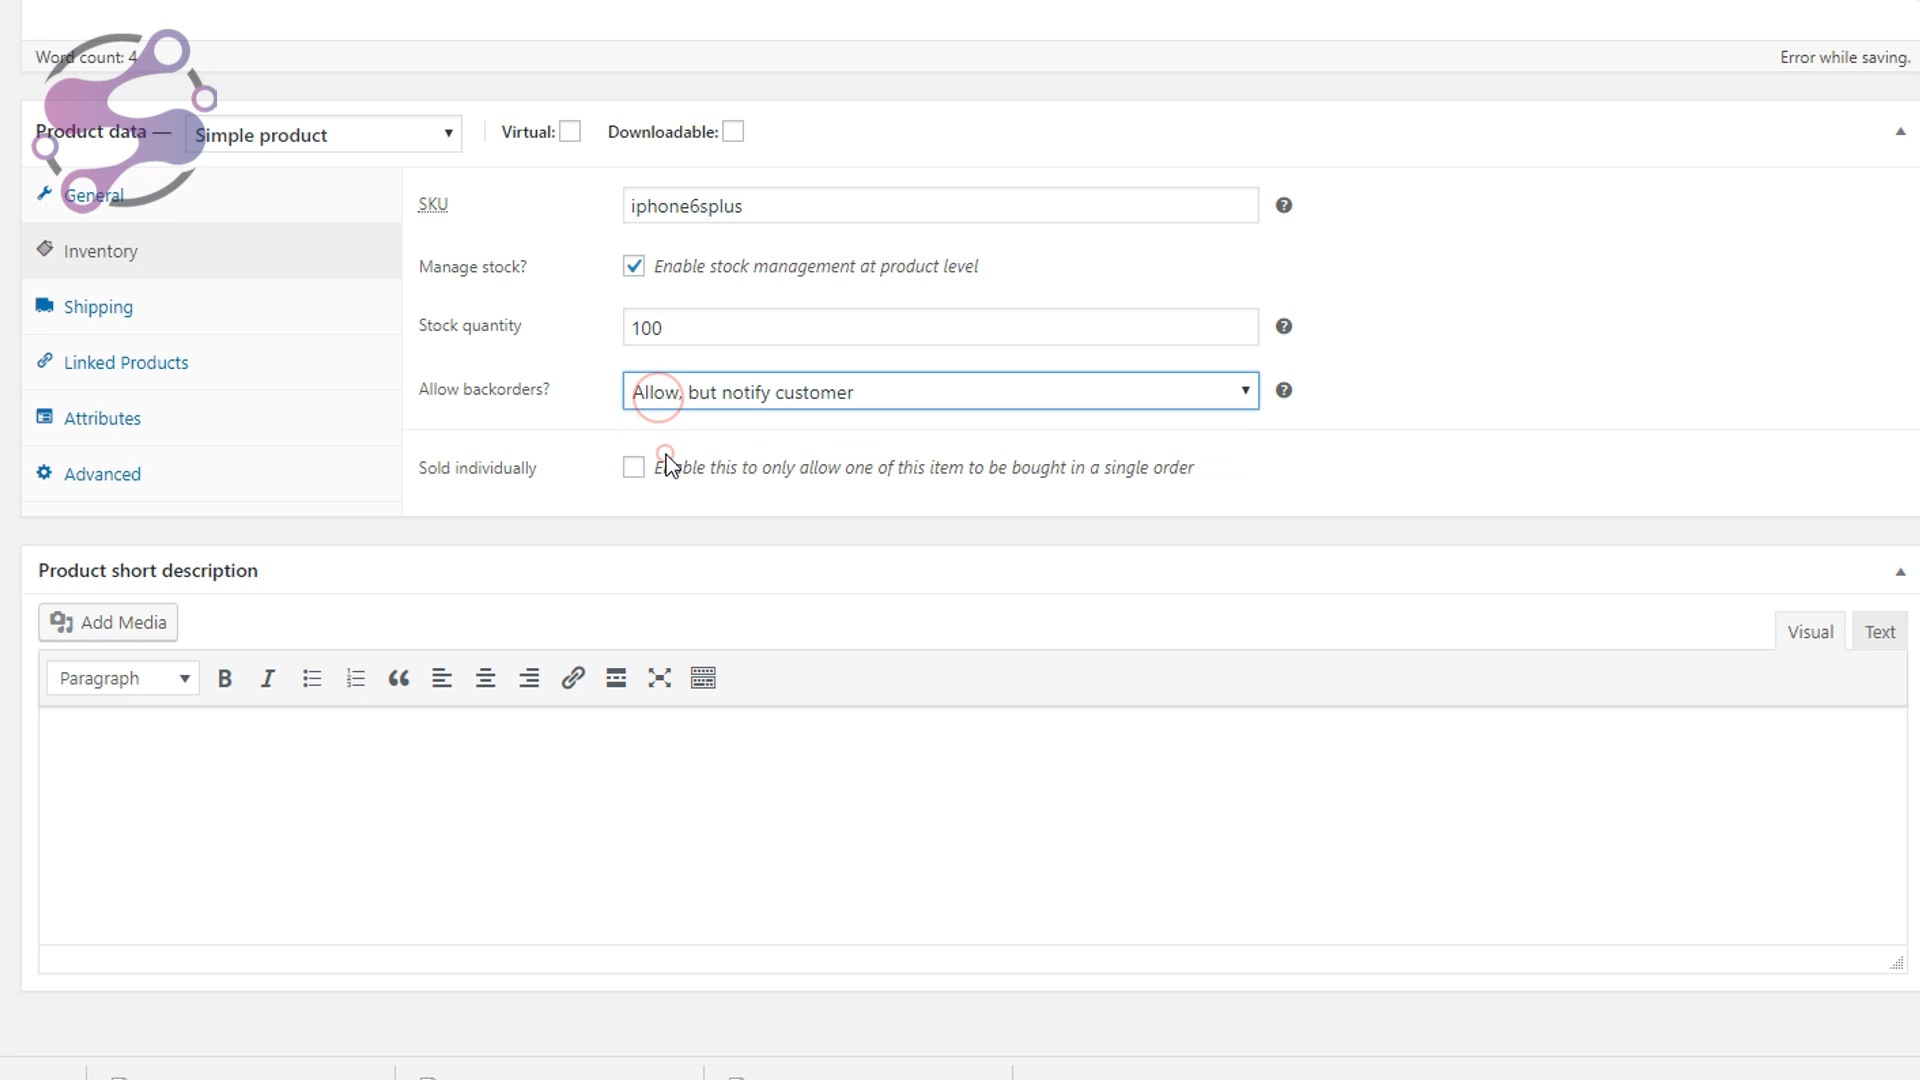 Word count: 4
Error while saving.
Product data —
Simple product
Virtual:
Downloadable:
General
Inventory
Shipping
Linked Products
Attributes
Advanced
SKU
iphone6splus
Manage stock?
Enable stock management at product level
Stock quantity
100
Allow backorders?
Allow, but notify customer
Sold individually
Enable this to only allow one of this item to be bought in a single order
Product short description
Add Media
Visual
Text
Paragraph